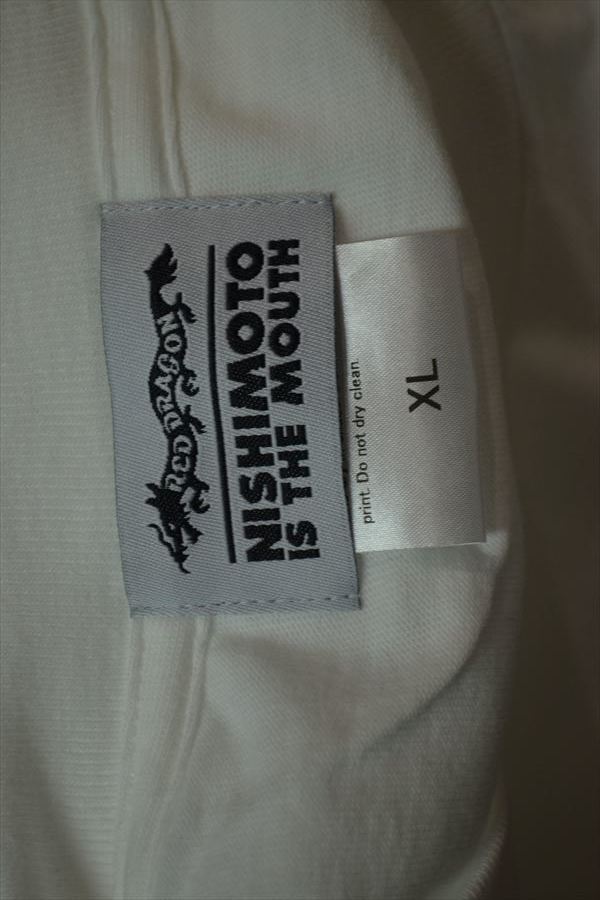 RED DRAGON
NISHIMOTO
IS THE MOUTH
print. Do not dry clean.
XL